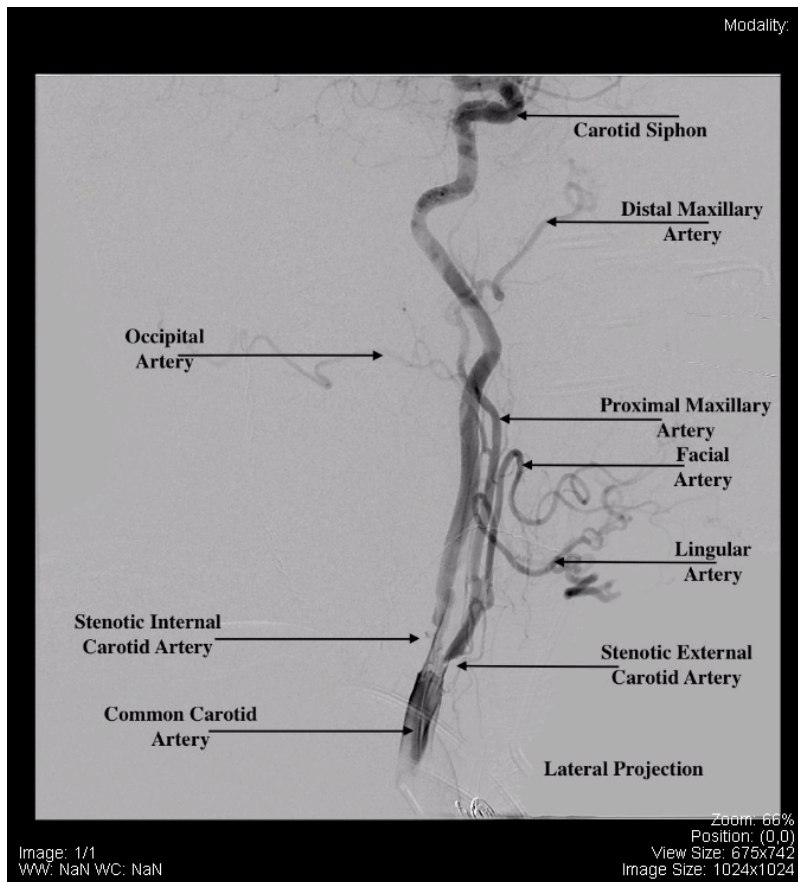 Modality:
Carotid Siphon
Distal Maxillary
Artery
Occipital
Artery
Proximal Maxillary
Artery
Facial
Artery
Lingular
Artery
Stenotic Internal
Carotid Artery
Stenotic External
Carotid Artery
Common Carotid
Artery
Lateral Projection
Zoom: 66%
Position: (0,0)
Image: 1/1
View Size: 675x742
WW: NaN WC: NaN
Image Size: 1024x1024